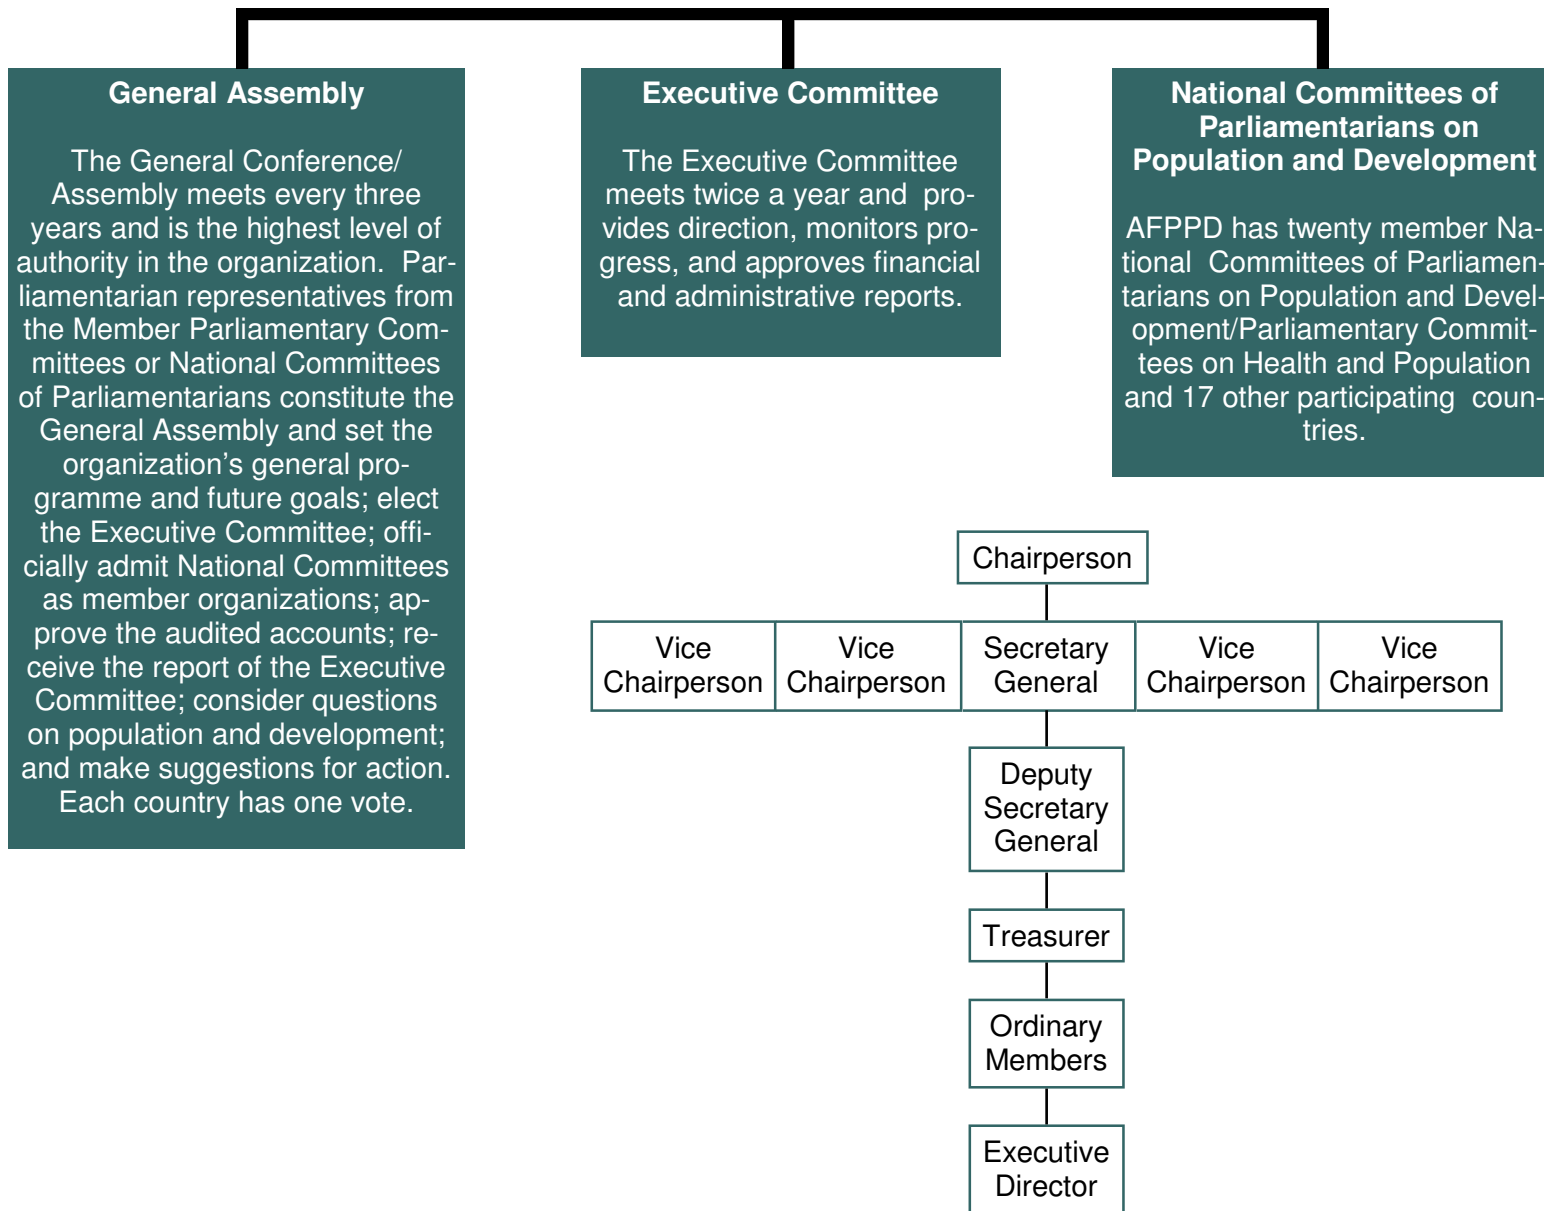 General Assembly
The General Conference/
Assembly meets every three
years and is the highest level of
authority in the organization.  Par-
liamentarian representatives from
the Member Parliamentary Com-
mittees or National Committees
of Parliamentarians constitute the
General Assembly and set the
organization’s general pro-
gramme and future goals; elect
the Executive Committee; offi-
cially admit National Committees
as member organizations; ap-
prove the audited accounts; re-
ceive the report of the Executive
Committee; consider questions
on population and development;
and make suggestions for action.
Each country has one vote.
Executive Committee
The Executive Committee
meets twice a year and  pro-
vides direction, monitors pro-
gress, and approves financial
and administrative reports.
National Committees of
Parliamentarians on
Population and Development
AFPPD has twenty member Na-
tional  Committees of Parliamen-
tarians on Population and Devel-
opment/Parliamentary Commit-
tees on Health and Population
and 17 other participating  coun-
tries.
Chairperson
Vice
Chairperson
Vice
Chairperson
Secretary
General
Vice
Chairperson
Vice
Chairperson
Deputy
Secretary
General
Treasurer
Ordinary
Members
Executive
Director